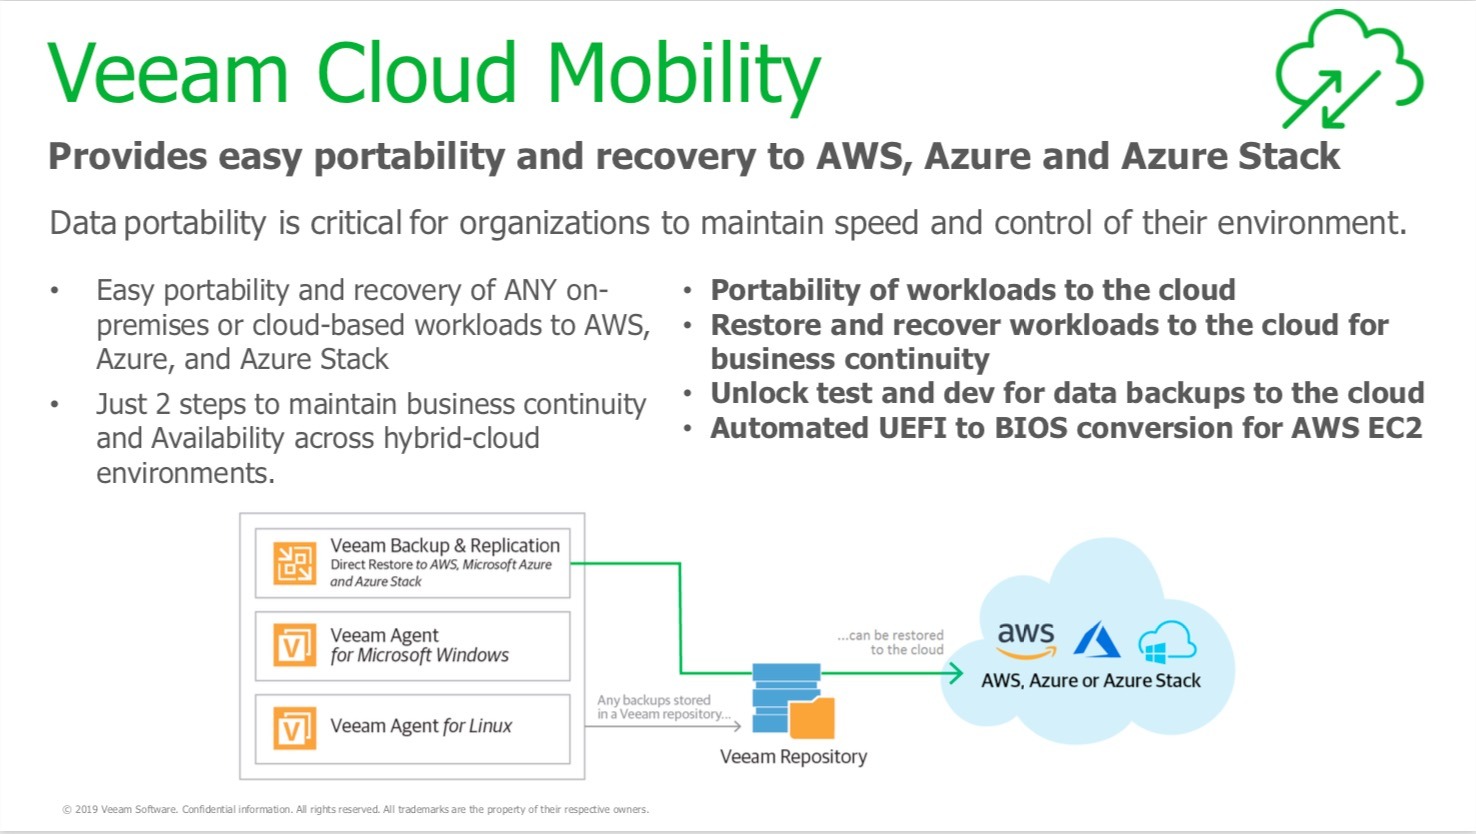 Veeam Cloud Mobility
Provides easy portability and recovery to AWS, Azure and Azure Stack
Data portability is critical for organizations to maintain speed and control of their environment.
• Easy portability and recovery of ANY on-
premises or cloud-based workloads to AWS,
Azure, and Azure Stack
• Just 2 steps to maintain business continuity
and Availability across hybrid-cloud
environments.
• Portability of workloads to the cloud
• Restore and recover workloads to the cloud for
business continuity
• Unlock test and dev for data backups to the cloud
• Automated UEFI to BIOS conversion for AWS EC2
Veeam Backup & Replication
Direct Restore to AWS, Microsoft Azure
and Azure Stack
V
Veeam Agent
for Microsoft Windows
V
Veeam Agent for Linux
Any backups stored
in a Veeam repository...
Veeam Repository
...can be restored
to the cloud
aws
AWS, Azure or Azure Stack
© 2019 Veeam Software. Confidential information. All rights reserved. All trademarks are the property of their respective owners.